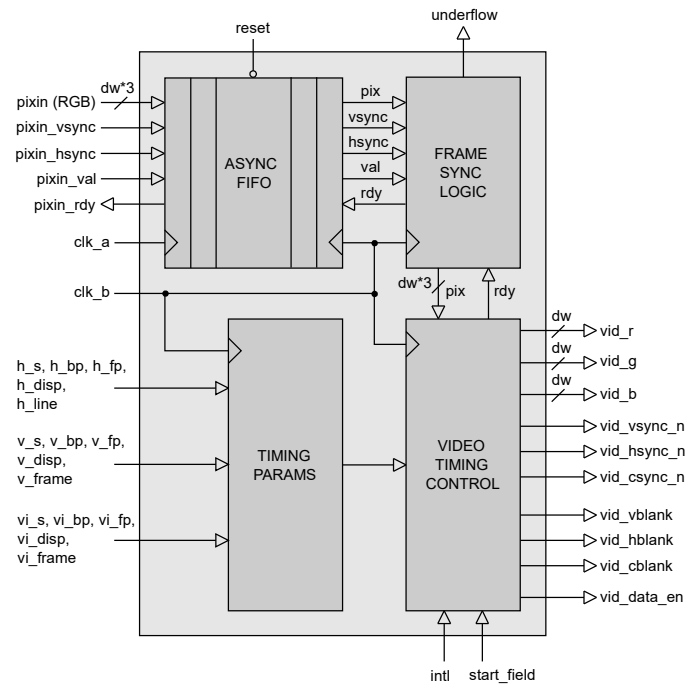 underflow
reset
dw*3
pixin (RGB)
pixin_vsync
pixin_hsync
pixin_val
pixin_rdy
clk_a
clk_b
ASYNC
FIFO
pix
vsync
hsync
val
rdy
FRAME
SYNC
LOGIC
dw*3
pix
rdy
h_s, h_bp, h_fp,
h_disp,
h_line
v_s, v_bp, v_fp,
v_disp,
v_frame
vi_s, vi_bp, vi_fp,
vi_disp,
vi_frame
TIMING
PARAMS
VIDEO
TIMING
CONTROL
dw
vid_r
dw
vid_g
dw
vid_b
vid_vsync_n
vid_hsync_n
vid_csync_n
vid_vblank
vid_hblank
vid_cblank
vid_data_en
intl
start_field